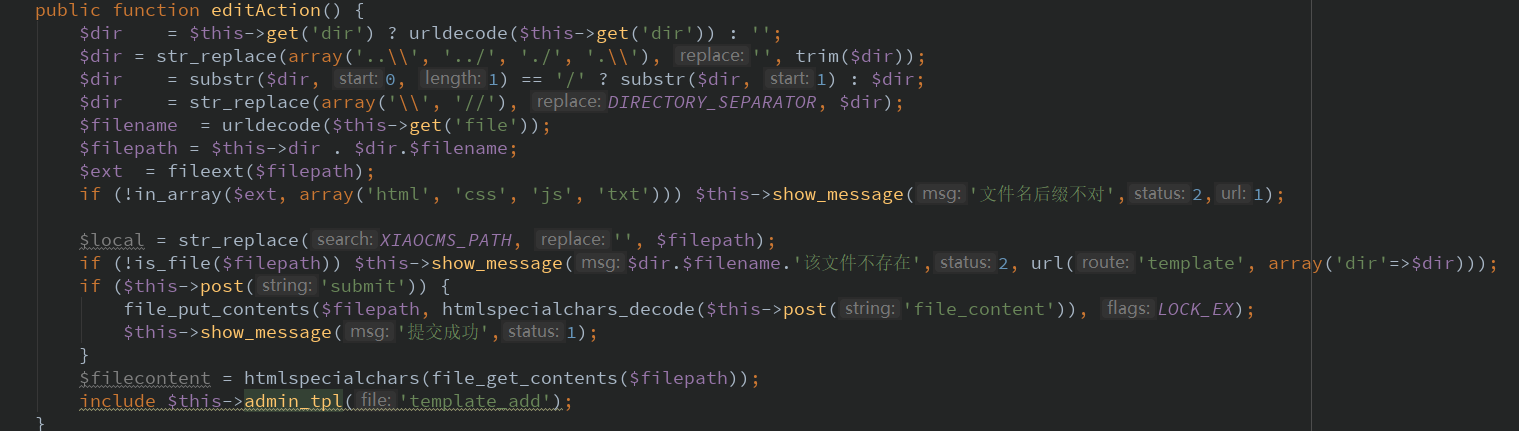 public function editAction() {
    $dir    = $this->get('dir') ? urldecode($this->get('dir')) : '';
    $dir = str_replace(array('..\\', '../', './', '.\\'), replace: '', trim($dir));
    $dir    = substr($dir, start: 0, length: 1) == '/' ? substr($dir, start: 1) : $dir;
    $dir    = str_replace(array('\\', '//'), replace: DIRECTORY_SEPARATOR, $dir);
    $filename  = urldecode($this->get('file'));
    $filepath = $this->dir . $dir.$filename;
    $ext  = fileext($filepath);
    if (!in_array($ext, array('html', 'css', 'js', 'txt'))) $this->show_message( msg: '文件名后缀不对', status: 2, url: 1);
    $local = str_replace( search: XIAOCMS_PATH, replace: '', $filepath);
    if (!is_file($filepath)) $this->show_message( msg: $dir.$filename.'该文件不存在', status: 2, url( route: 'template', array('dir'=>$dir)));
    if ($this->post( string: 'submit')) {
        file_put_contents($filepath, htmlspecialchars_decode($this->post( string: 'file_content')), flags: LOCK_EX);
        $this->show_message( msg: '提交成功', status: 1);
    }
    $filecontent = htmlspecialchars(file_get_contents($filepath));
    include $this->admin_tpl( file: 'template_add');
}